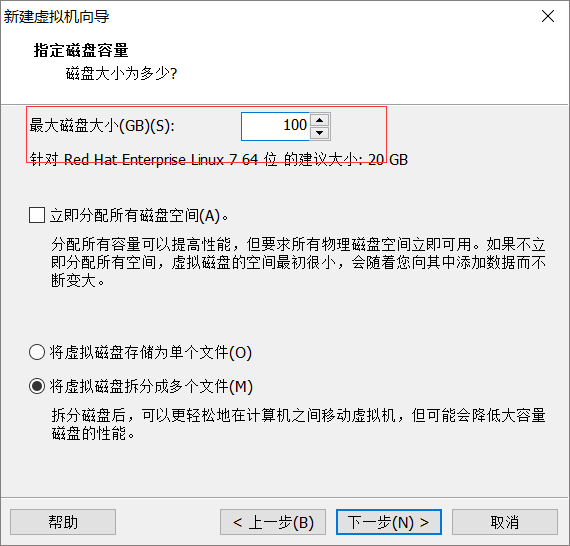 新建虚拟机向导
指定磁盘容量
磁盘大小为多少?
最大磁盘大小(GB)(S): 100
针对 Red Hat Enterprise Linux 7 64 位 的建议大小: 20 GB
立即分配所有磁盘空间(A)。
分配所有容量可以提高性能，但要求所有物理磁盘空间立即可用。如果不立
即分配所有空间，虚拟磁盘的空间最初很小，会随着您向其中添加数据而不
断变大。
将虚拟磁盘存储为单个文件(O)
将虚拟磁盘拆分成多个文件(M)
拆分磁盘后，可以更轻松地在计算机之间移动虚拟机，但可能会降低大容量
磁盘的性能。
帮助 < 上一步(B) 下一步(N) > 取消